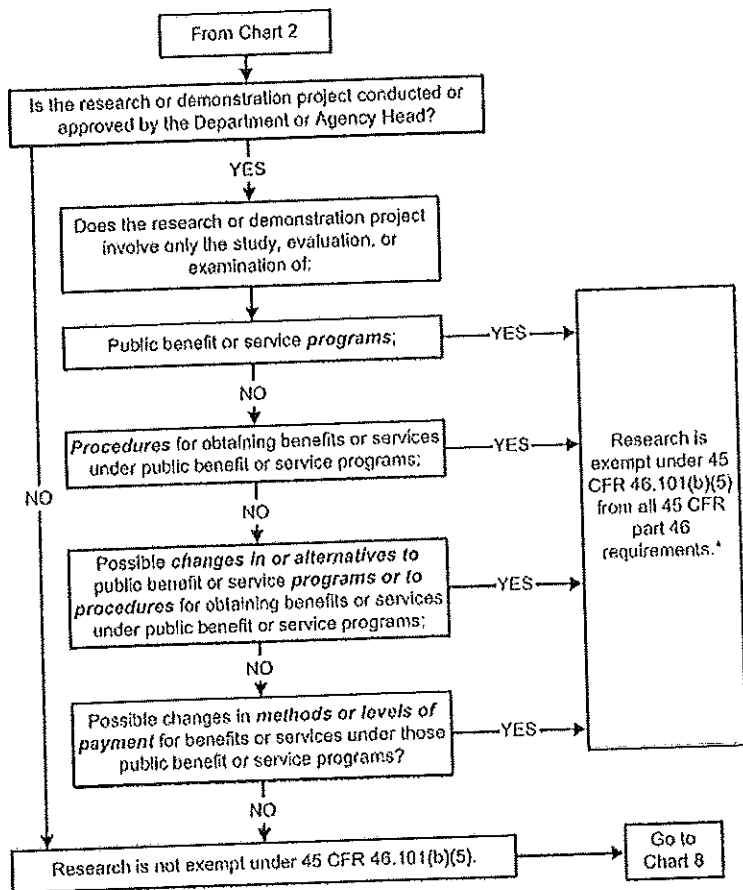 From Chart 2
Is the research or demonstration project conducted or
approved by the Department or Agency Head?
YES
Does the research or demonstration project
involve only the study, evaluation, or
examination of:
Public benefit or service programs;
YES
NO
Procedures for obtaining benefits or services
under public benefit or service programs;
YES
NO
NO
Possible changes in or alternatives to
public benefit or service programs or to
procedures for obtaining benefits or services
under public benefit or service programs;
YES
NO
Possible changes in methods or levels of
payment for benefits or services under those
public benefit or service programs?
YES
NO
Research is
exempt under 45
CFR 46.101(b)(5)
from all 45 CFR
part 46
requirements.*
Research is not exempt under 45 CFR 46.101(b)(5).
Go to
Chart 8